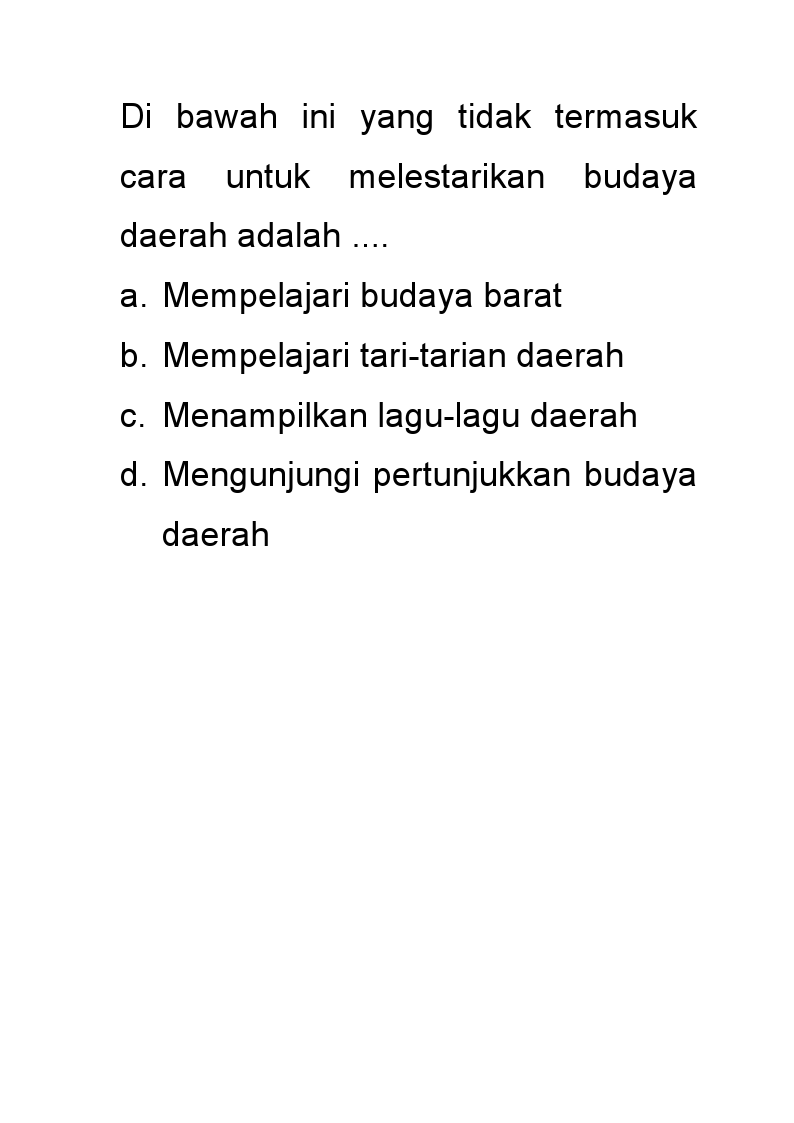 Di bawah ini yang tidak termasuk
cara untuk melestarikan budaya
daerah adalah ....
a. Mempelajari budaya barat
b. Mempelajari tari-tarian daerah
c. Menampilkan lagu-lagu daerah
d. Mengunjungi pertunjukkan budaya
daerah